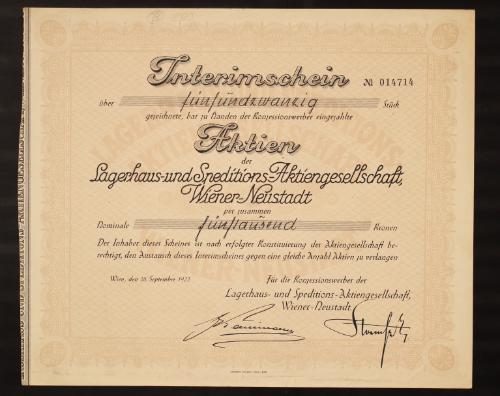 Interimschein
№ 014714
über fünfundzwanzig Stück
gezeichnete, bar zu Handen der Konzessionswerber eingezahlte
Aktien
der
Lagerhaus- und Speditions-Aktiengesellschaft,
Wiener-Neustadt
per zusammen
Nominale fünftausend Kronen
Der Inhaber dieses Scheines ist nach erfolgter Konstituierung der Aktiengesellschaft be-
rechtigt, den Austausch dieses Interimsscheines gegen eine gleiche Anzahl Aktien zu verlangen
Wien, den 30. September 1922
Für die Konzessionswerber der
Lagerhaus- und Speditions-Aktiengesellschaft,
Wiener-Neustadt